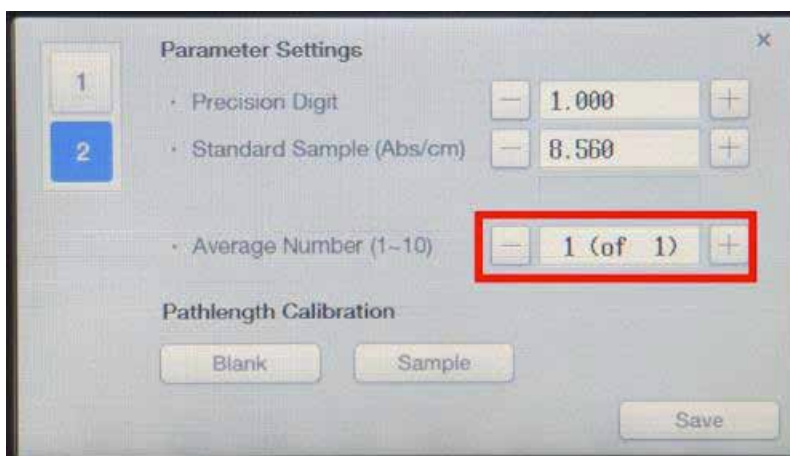 Parameter Settings
×
1
2
· Precision Digit − 1.000 +
· Standard Sample (Abs/cm) − 8.560 +
· Average Number (1~10) − 1 (of 1) +
Pathlength Calibration
Blank Sample
Save